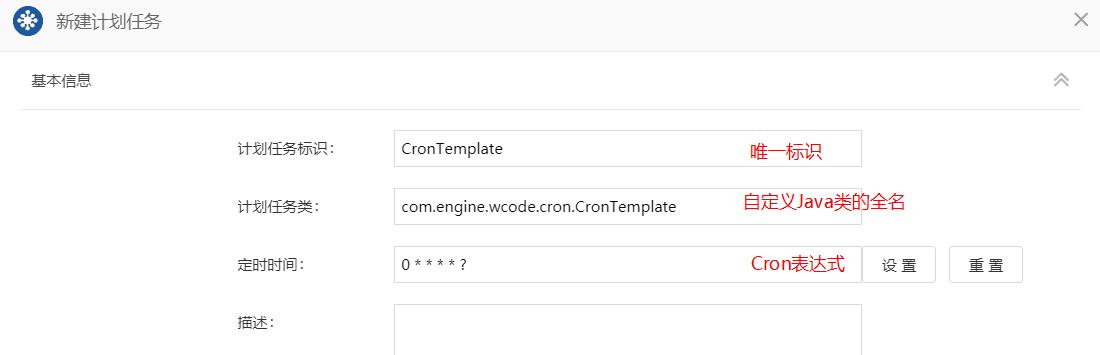 新建计划任务
基本信息
计划任务标识： CronTemplate 唯一标识
计划任务类： com.engine.wcode.cron.CronTemplate 自定义Java类的全名
定时时间： 0 * * * * ? Cron表达式 设 置 重 置
描述：